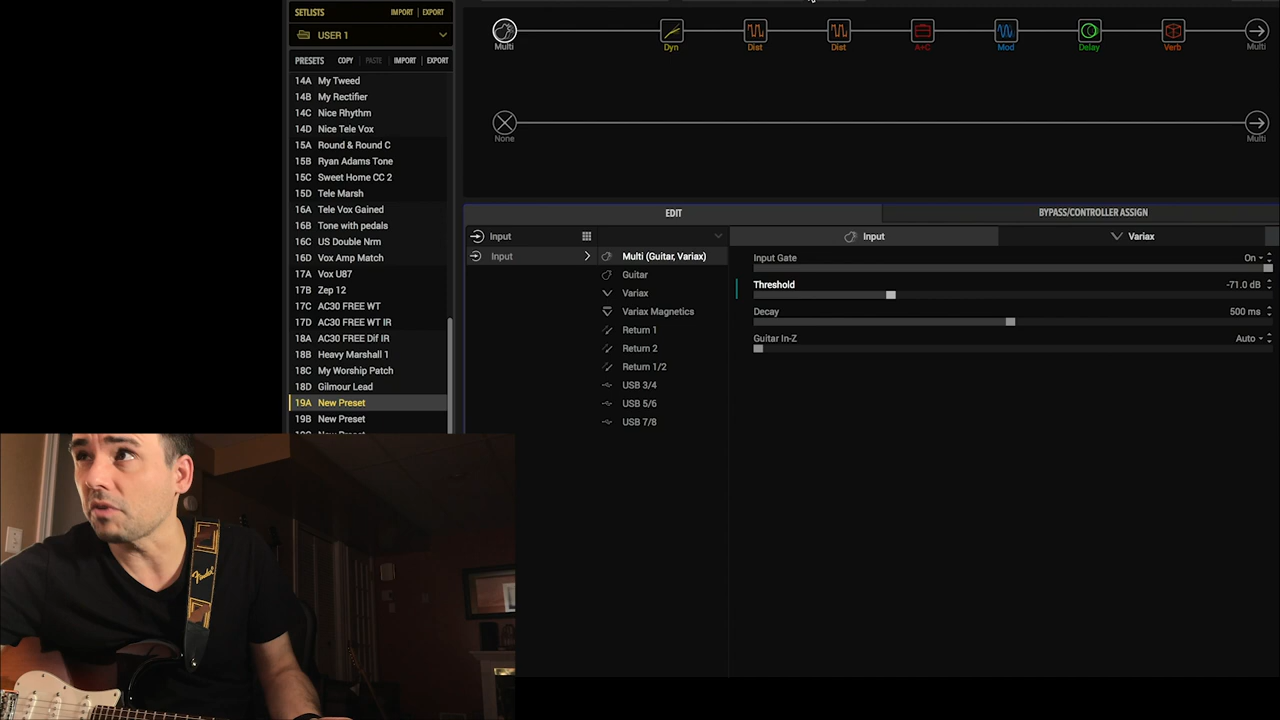 SETLISTS IMPORT EXPORT
USER 1
PRESETS COPY PASTE IMPORT EXPORT
14A My Tweed
14B My Rectifier
14C Nice Rhythm
14D Nice Tele Vox
15A Round & Round C
15B Ryan Adams Tone
15C Sweet Home CC 2
15D Tele Marsh
16A Tele Vox Gained
16B Tone with pedals
16C US Double Nrm
16D Vox Amp Match
17A Vox U87
17B Zep 12
17C AC30 FREE WT
17D AC30 FREE WT IR
18A AC30 FREE Dif IR
18B Heavy Marshall 1
18C My Worship Patch
18D Gilmour Lead
19A New Preset
19B New Preset
Multi Dyn Dist Dist A+C Mod Delay Verb Multi
None Multi
EDIT BYPASS/CONTROLLER ASSIGN
Input
Input
Multi (Guitar, Variax)
Guitar
Variax
Variax Magnetics
Return 1
Return 2
Return 1/2
USB 3/4
USB 5/6
USB 7/8
Input Variax
Input Gate On
Threshold -71.0 dB
Decay 500 ms
Guitar In-Z Auto
Fender